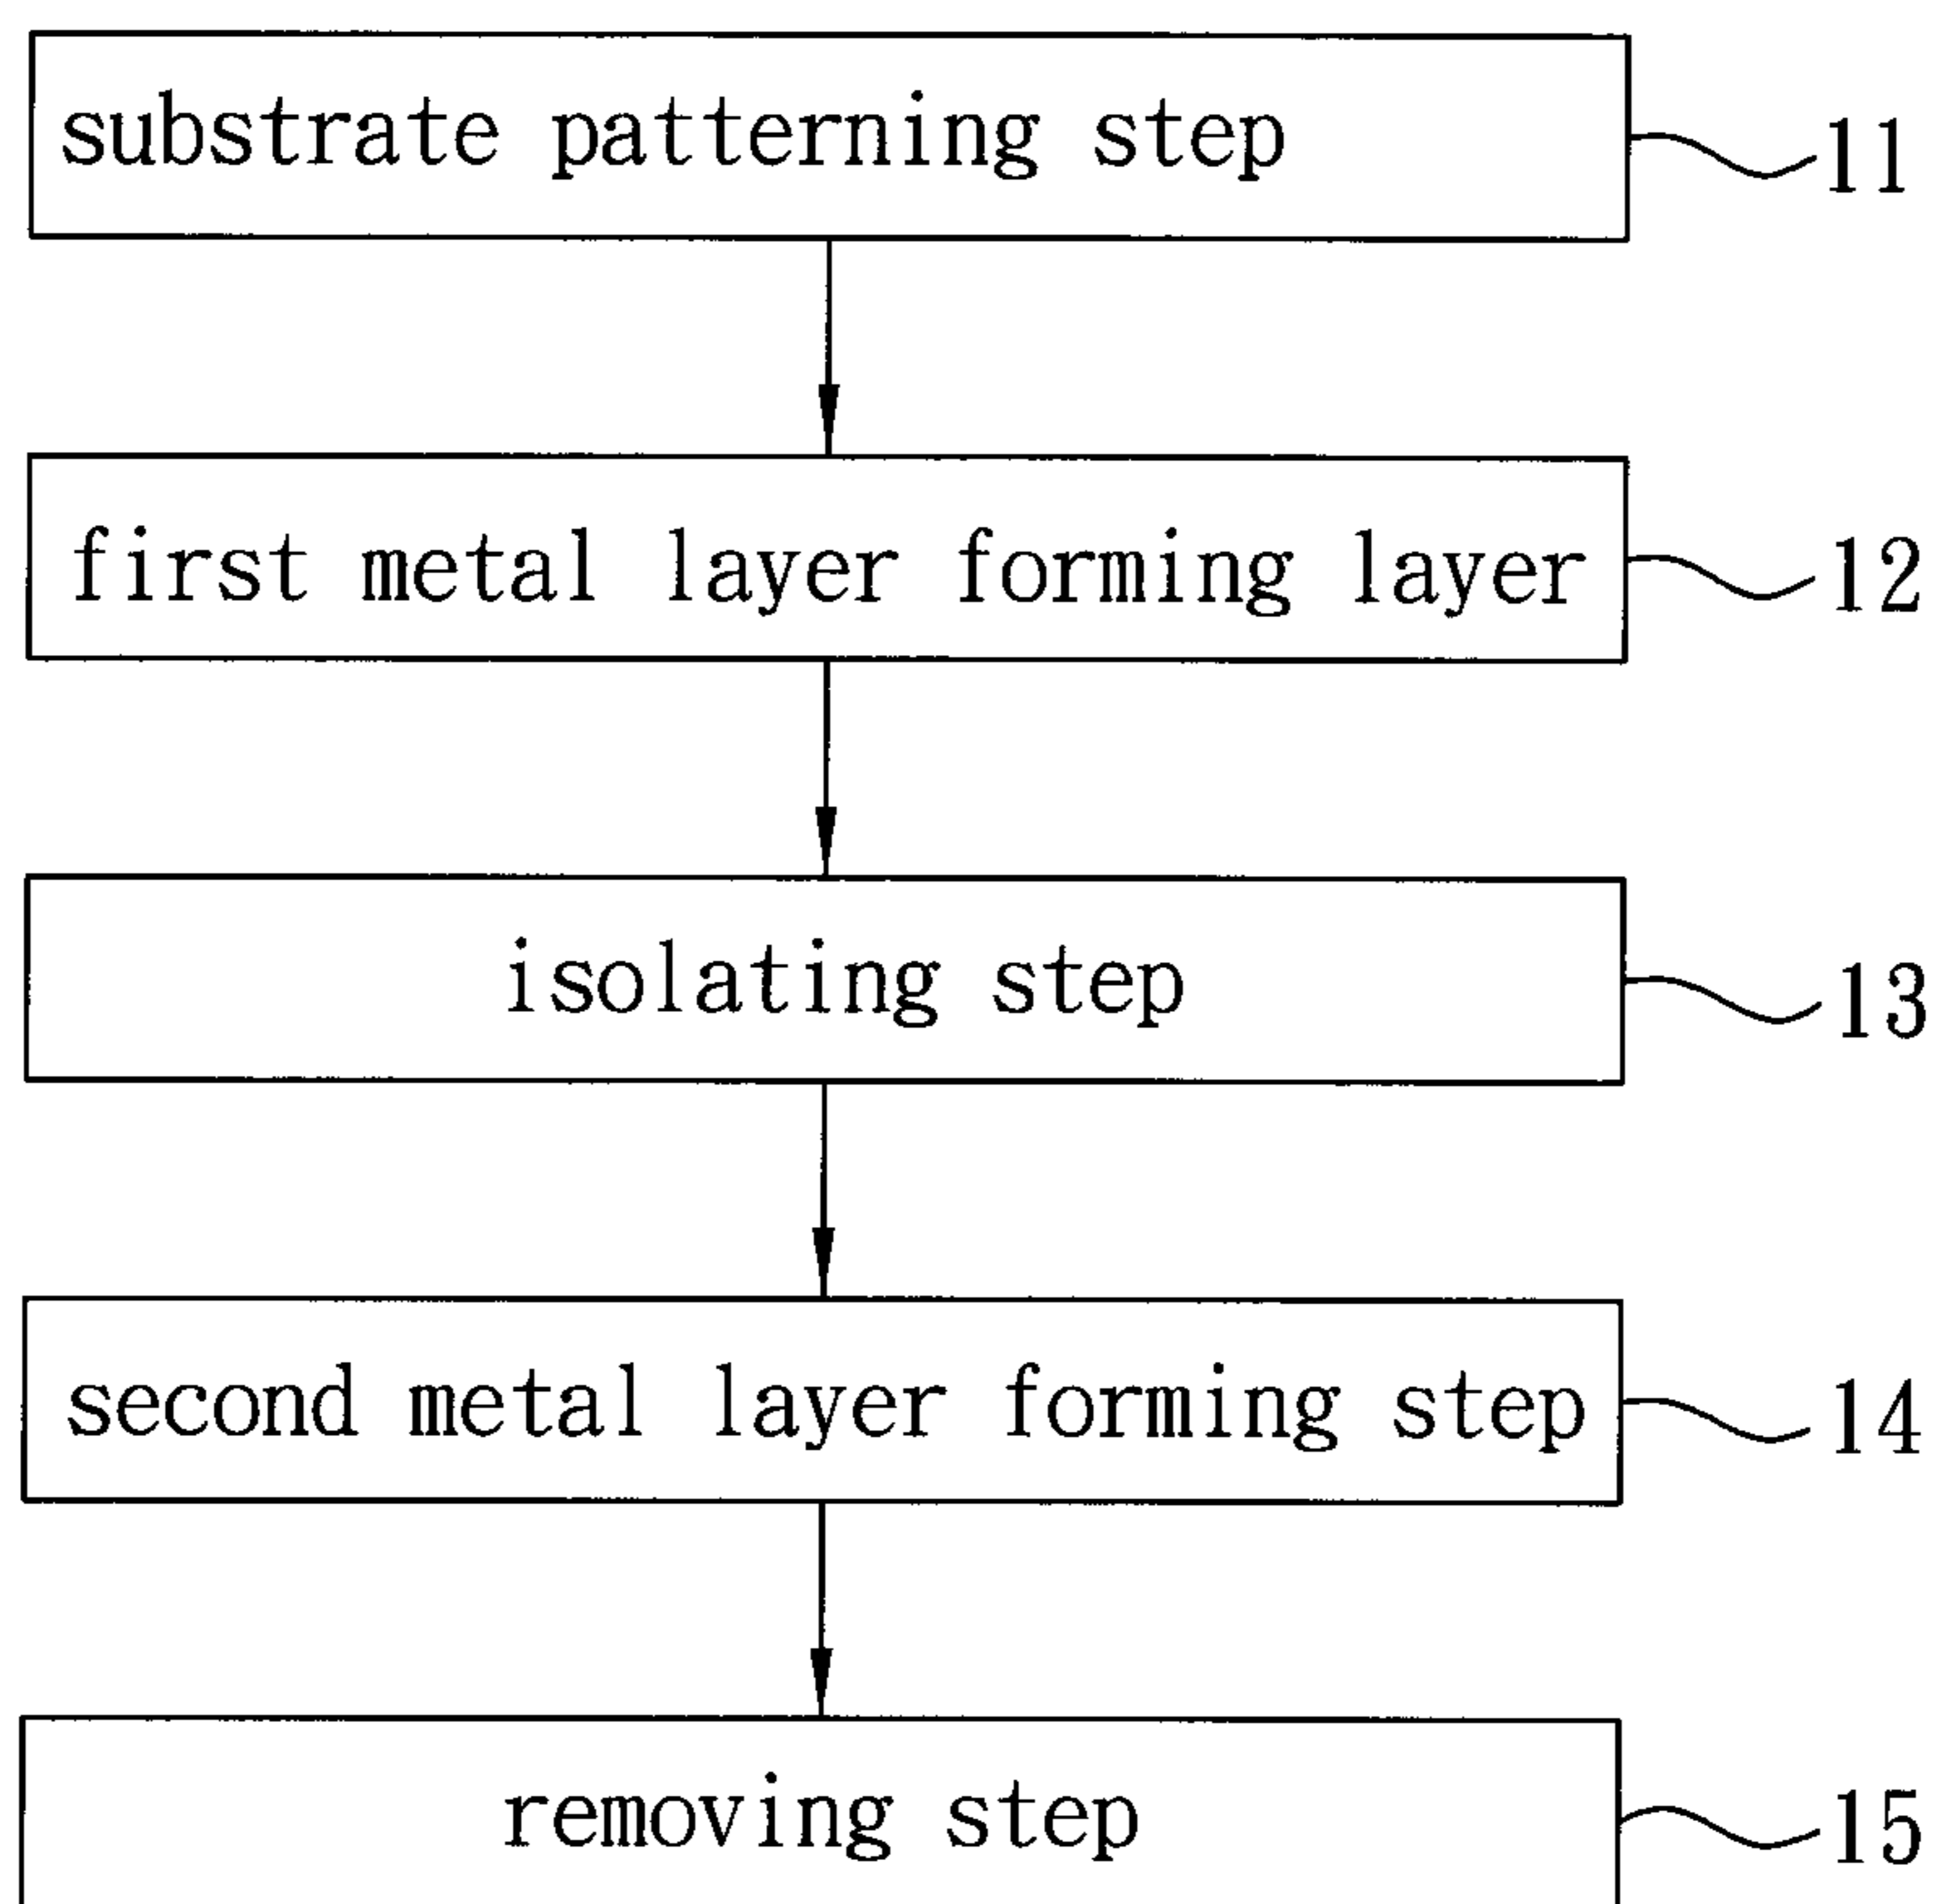 substrate patterning step 11
first metal layer forming layer 12
isolating step 13
second metal layer forming step 14
removing step 15